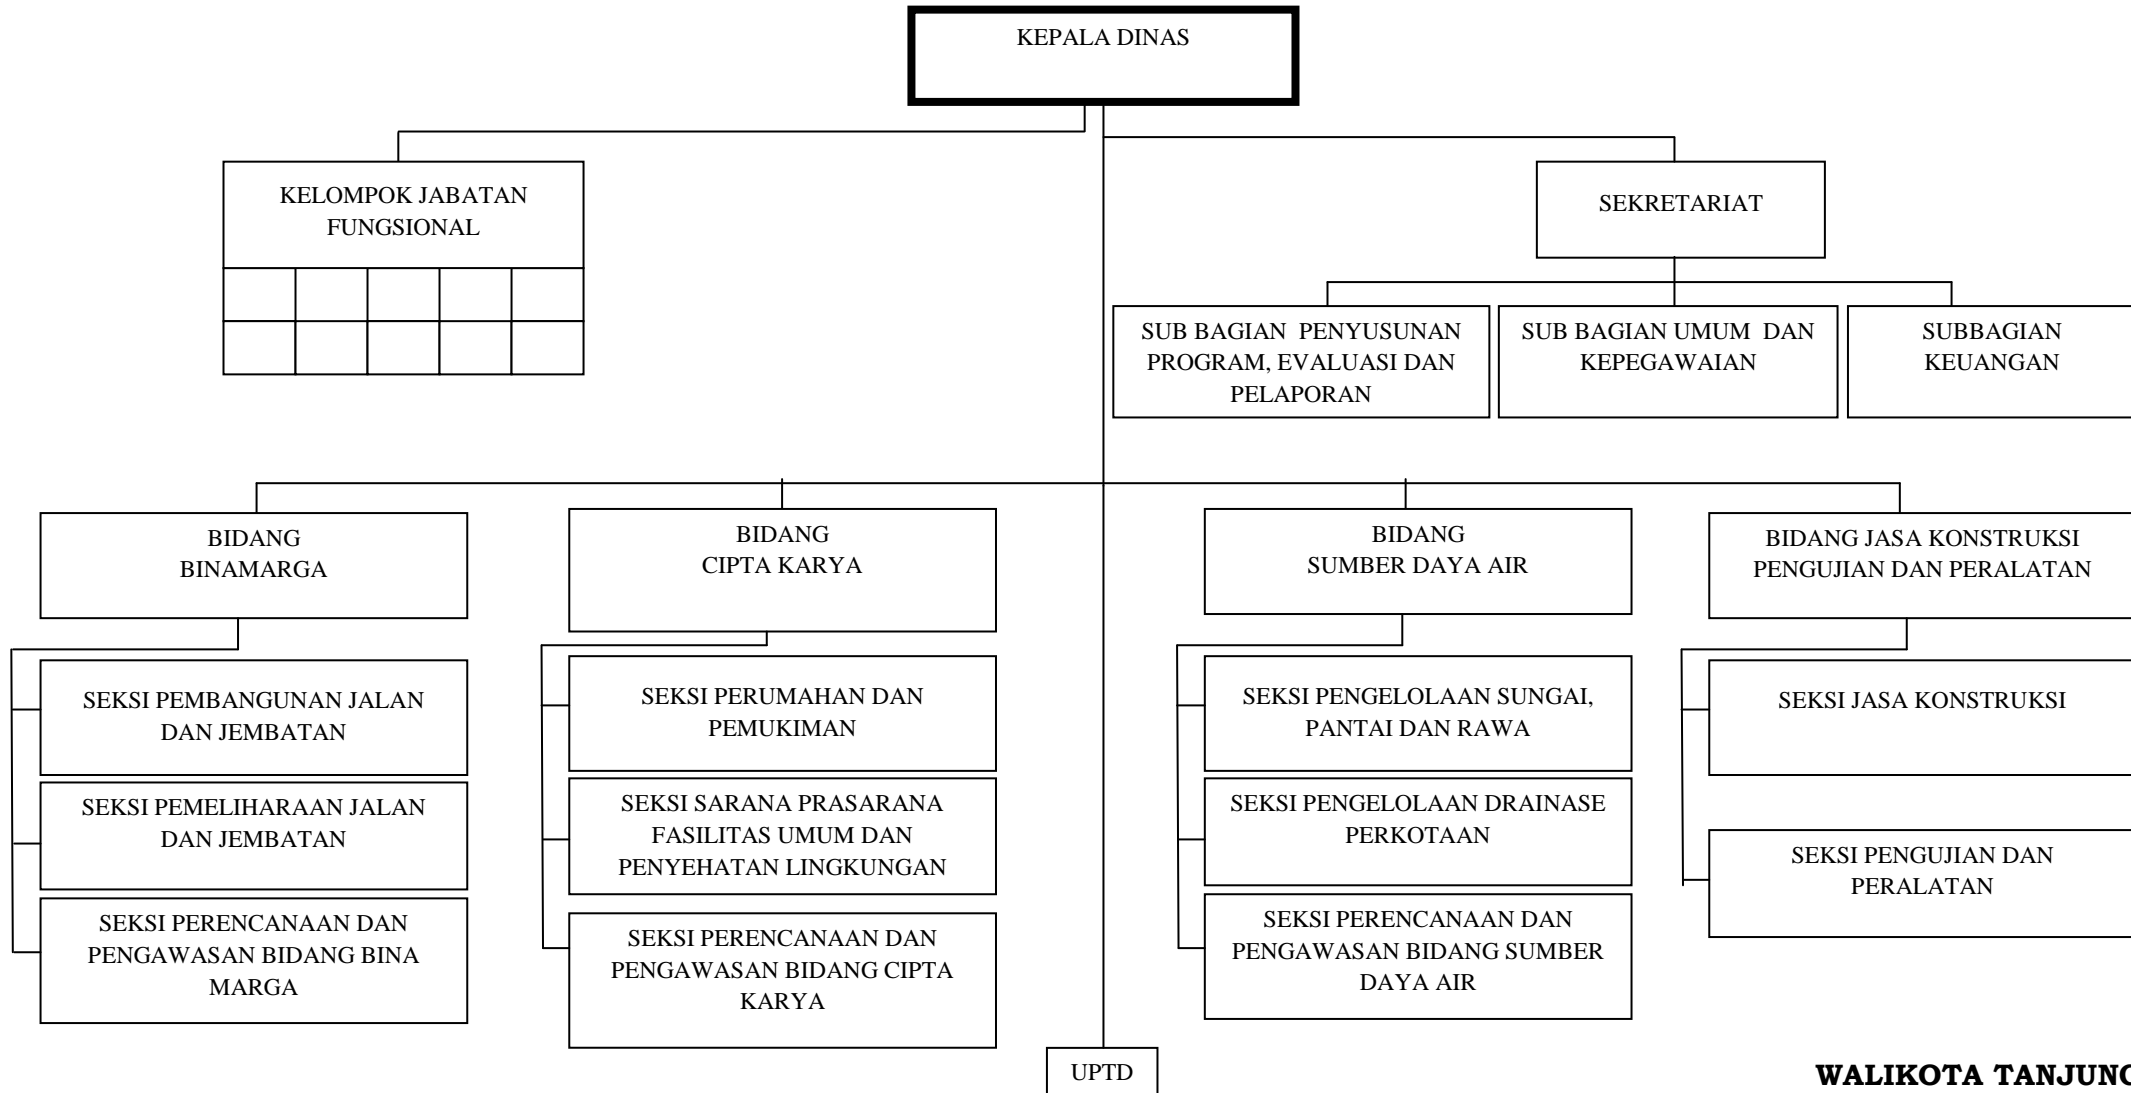 KEPALA DINAS
KELOMPOK JABATAN
FUNGSIONAL
SEKRETARIAT
SUB BAGIAN PENYUSUNAN
PROGRAM, EVALUASI DAN
PELAPORAN
SUB BAGIAN UMUM DAN
KEPEGAWAIAN
SUBBAGIAN
KEUANGAN
BIDANG
BINAMARGA
BIDANG
CIPTA KARYA
BIDANG
SUMBER DAYA AIR
BIDANG JASA KONSTRUKSI
PENGUJIAN DAN PERALATAN
SEKSI PEMBANGUNAN JALAN
DAN JEMBATAN
SEKSI PEMELIHARAAN JALAN
DAN JEMBATAN
SEKSI PERENCANAAN DAN
PENGAWASAN BIDANG BINA
MARGA
SEKSI PERUMAHAN DAN
PEMUKIMAN
SEKSI SARANA PRASARANA
FASILITAS UMUM DAN
PENYEHATAN LINGKUNGAN
SEKSI PERENCANAAN DAN
PENGAWASAN BIDANG CIPTA
KARYA
SEKSI PENGELOLAAN SUNGAI,
PANTAI DAN RAWA
SEKSI PENGELOLAAN DRAINASE
PERKOTAAN
SEKSI PERENCANAAN DAN
PENGAWASAN BIDANG SUMBER
DAYA AIR
SEKSI JASA KONSTRUKSI
SEKSI PENGUJIAN DAN
PERALATAN
UPTD
WALIKOTA TANJUNG